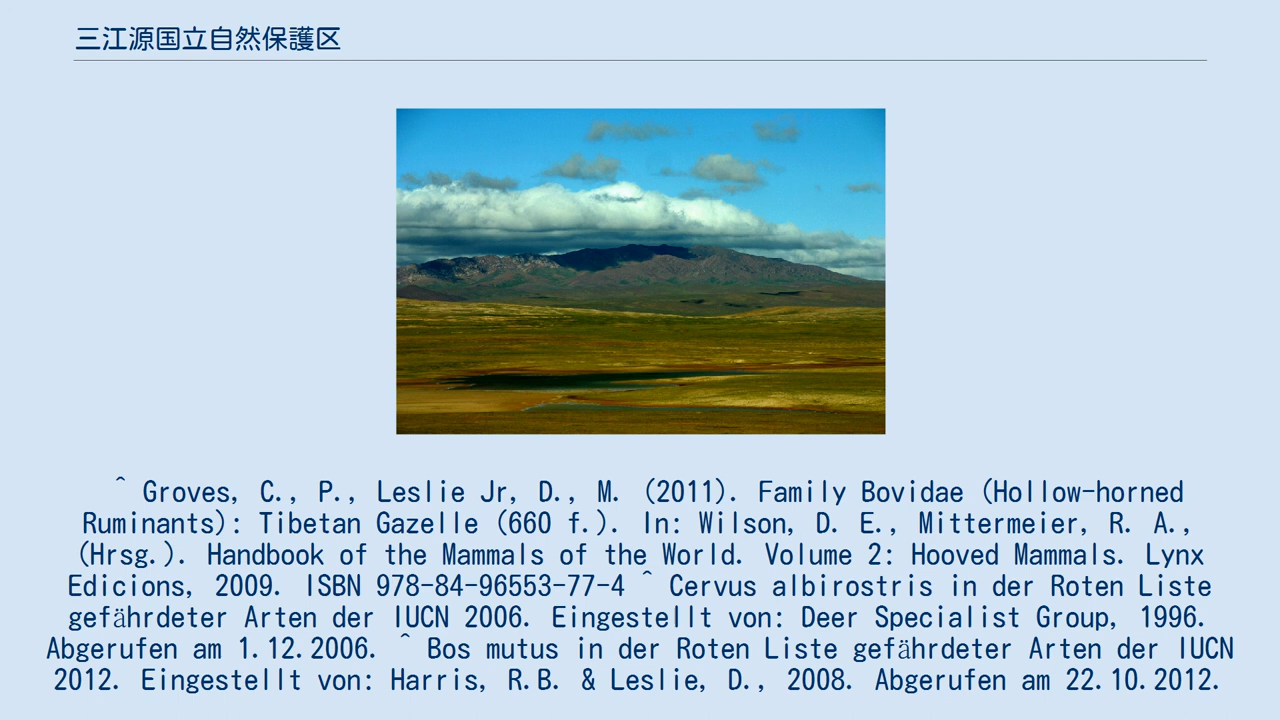 三江源国立自然保護区
^ Groves, C., P., Leslie Jr, D., M. (2011). Family Bovidae (Hollow-horned
Ruminants): Tibetan Gazelle (660 f.). In: Wilson, D. E., Mittermeier, R. A.,
(Hrsg.). Handbook of the Mammals of the World. Volume 2: Hooved Mammals. Lynx
Edicions, 2009. ISBN 978-84-96553-77-4 ^ Cervus albirostris in der Roten Liste
gefährdeter Arten der IUCN 2006. Eingestellt von: Deer Specialist Group, 1996.
Abgerufen am 1.12.2006. ^ Bos mutus in der Roten Liste gefährdeter Arten der IUCN
2012. Eingestellt von: Harris, R.B. & Leslie, D., 2008. Abgerufen am 22.10.2012.